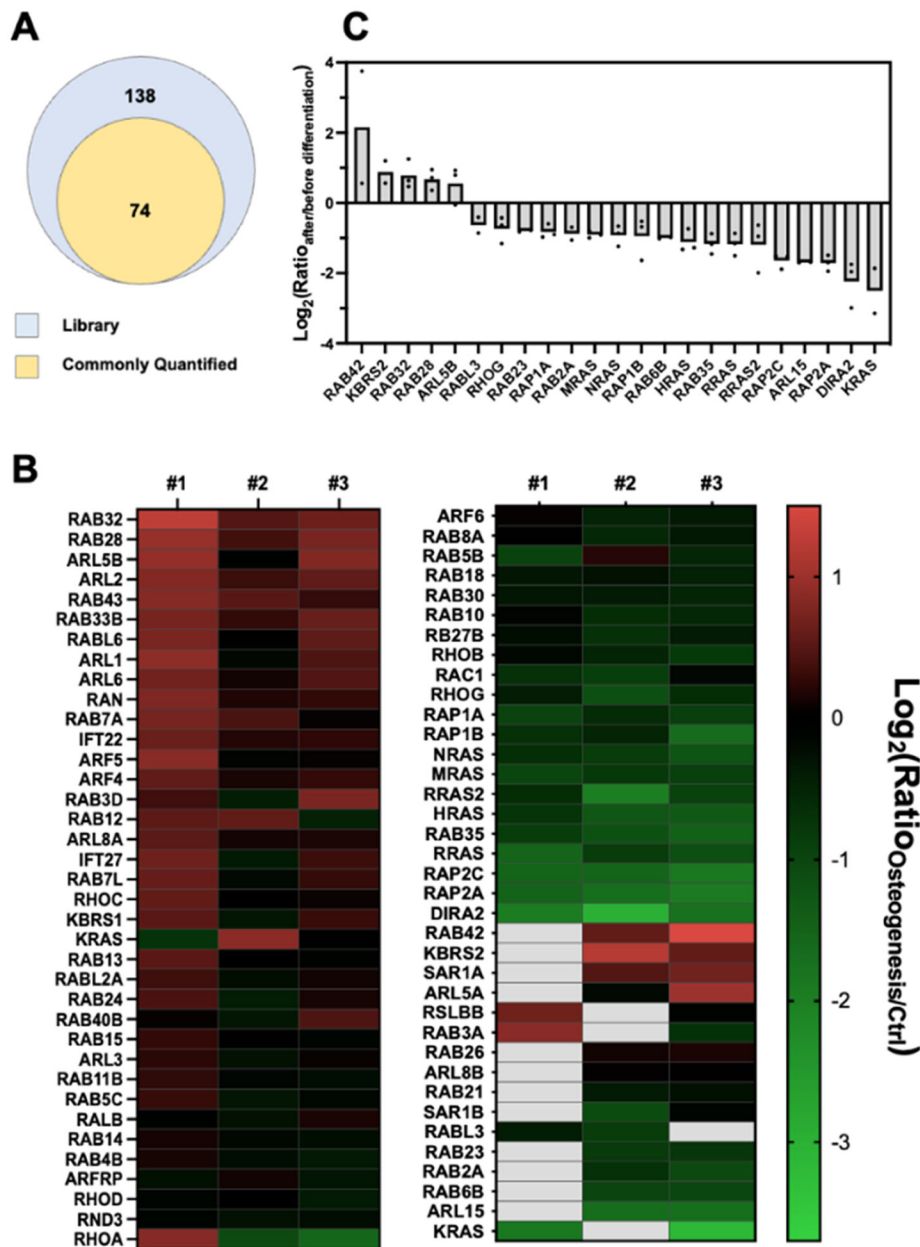 A
138
74
Library
Commonly Quantified
C
Log2(Ratioafter/before differentiation)
4
2
0
-2
-4
RAB42
KBRS2
RAB32
RAB28
ARL5B
RABL3
RHOG
RAB23
RAP1A
RAB2A
MRAS
NRAS
RAP1B
RAB6B
HRAS
RAB35
RRAS
RRAS2
RAP2C
ARL15
RAP2A
DIRA2
KRAS
B
#1 #2 #3
RAB32
RAB28
ARL5B
ARL2
RAB43
RAB33B
RABL6
ARL1
ARL6
RAN
RAB7A
IFT22
ARF5
ARF4
RAB3D
RAB12
ARL8A
IFT27
RAB7L
RHOC
KBRS1
KRAS
RAB13
RABL2A
RAB24
RAB40B
RAB15
ARL3
RAB11B
RAB5C
RALB
RAB14
RAB4B
ARFRP
RHOD
RND3
RHOA
#1 #2 #3
ARF6
RAB8A
RAB5B
RAB18
RAB30
RAB10
RB27B
RHOB
RAC1
RHOG
RAP1A
RAP1B
NRAS
MRAS
RRAS2
HRAS
RAB35
RRAS
RAP2C
RAP2A
DIRA2
RAB42
KBRS2
SAR1A
ARL5A
RSLBB
RAB3A
RAB26
ARL8B
RAB21
SAR1B
RABL3
RAB23
RAB2A
RAB6B
ARL15
KRAS
1
0
-1
-2
-3
Log2(RatioOsteogenesis/Ctrl)